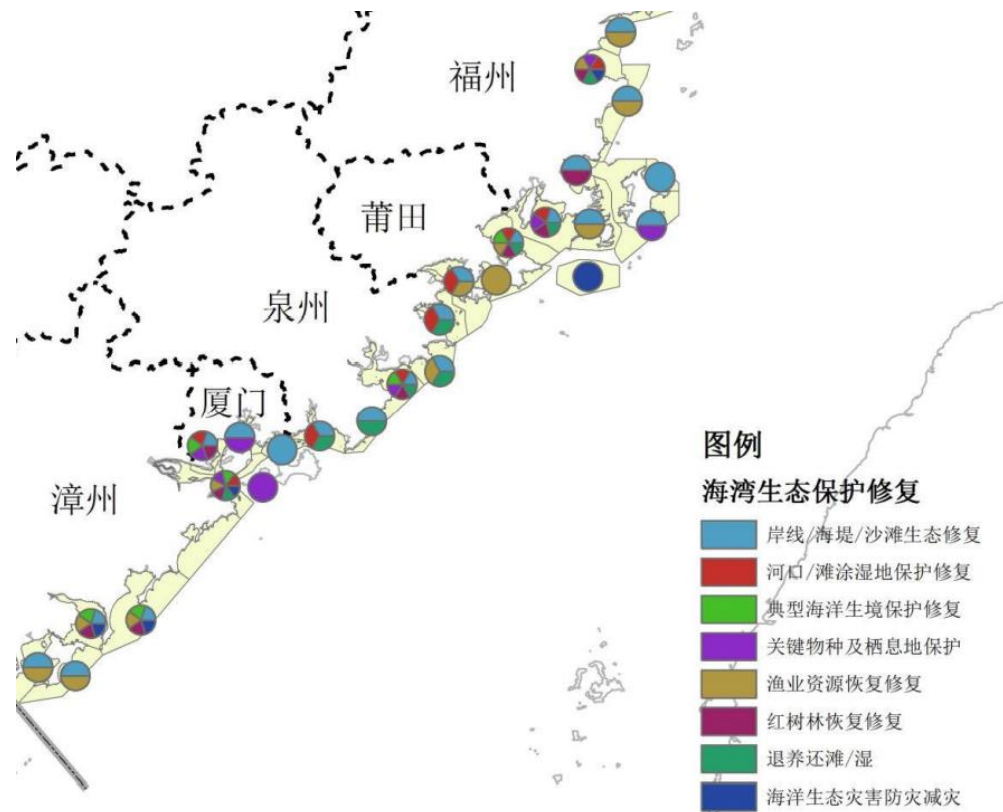 福州
莆田
泉州
厦门
漳州
图例
海湾生态保护修复
岸线/海堤/沙滩生态修复
河口/滩涂湿地保护修复
典型海洋生境保护修复
关键物种及栖息地保护
渔业资源恢复修复
红树林恢复修复
退养还滩/湿
海洋生态灾害防灾减灾